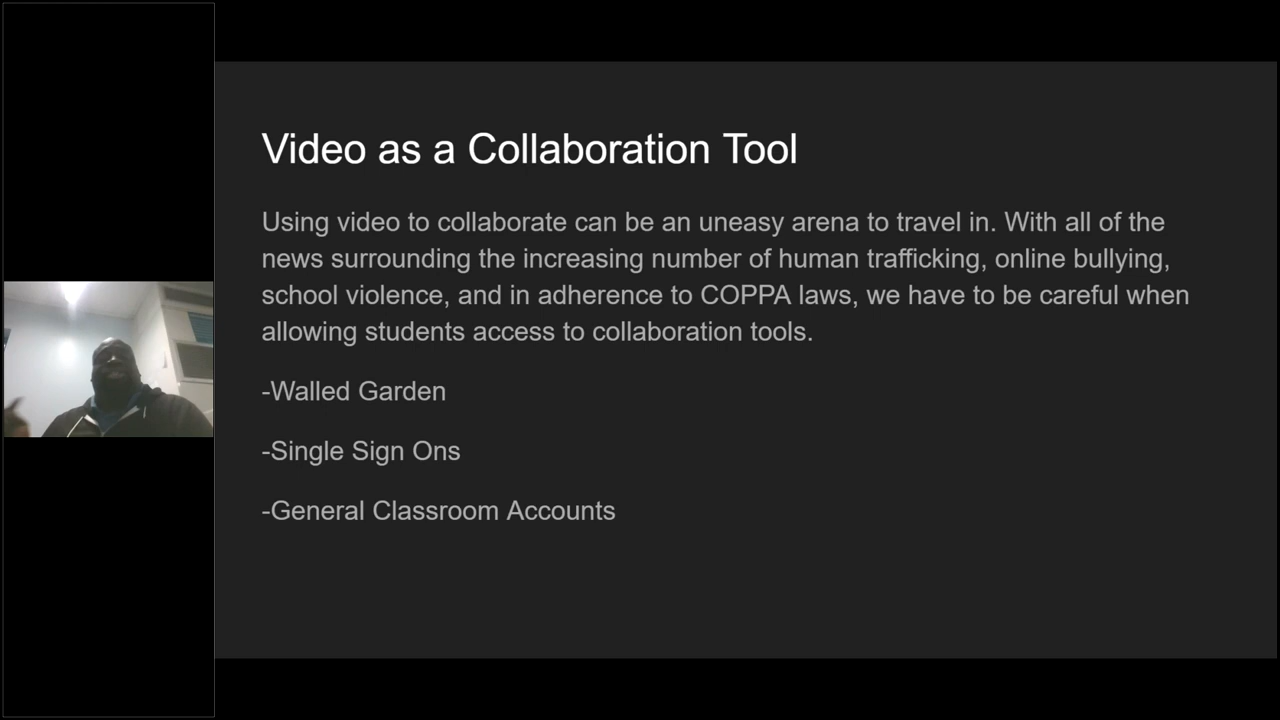 Video as a Collaboration Tool
Using video to collaborate can be an uneasy arena to travel in. With all of the
news surrounding the increasing number of human trafficking, online bullying,
school violence, and in adherence to COPPA laws, we have to be careful when
allowing students access to collaboration tools.
-Walled Garden
-Single Sign Ons
-General Classroom Accounts